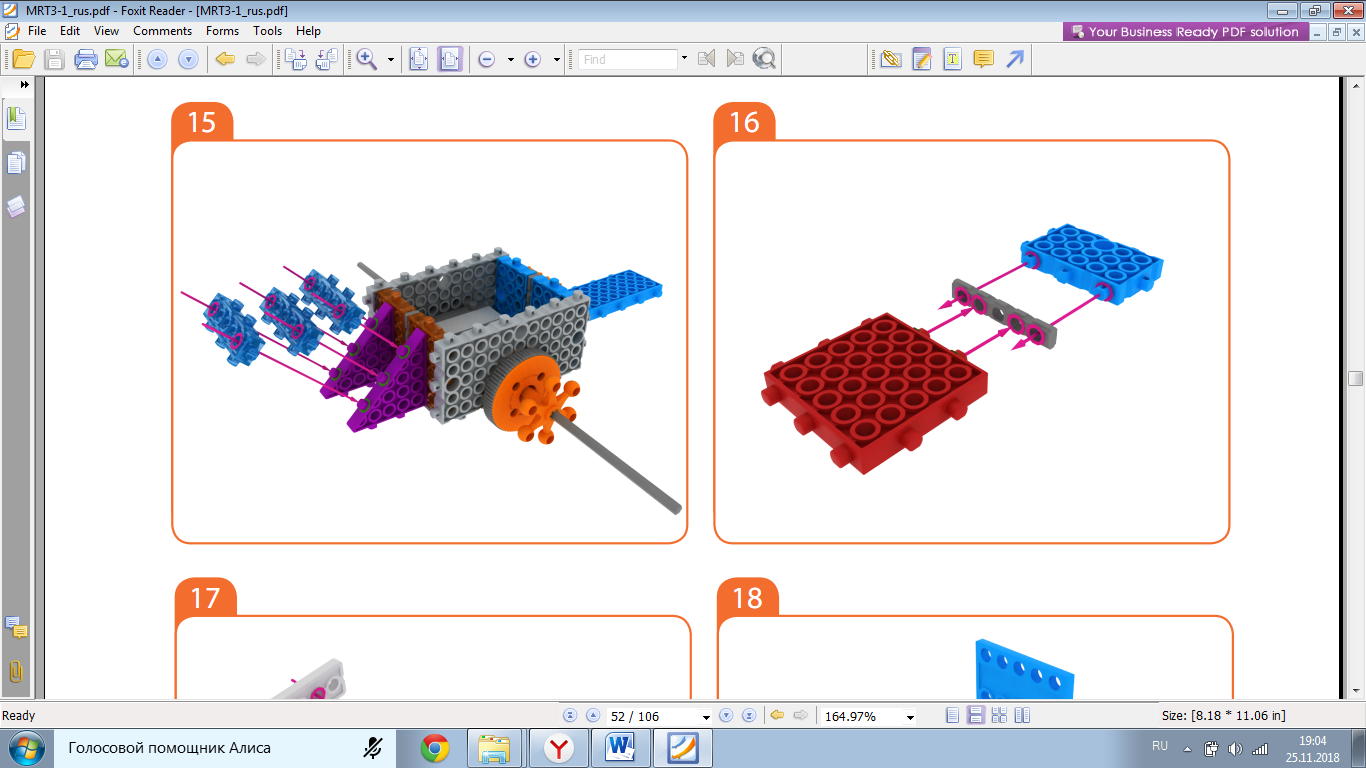 MRT3-1_rus.pdf - Foxit Reader - [MRT3-1_rus.pdf]
File Edit View Comments Forms Tools Help
Your Business Ready PDF solution
Find
15
16
17
18
Ready
52 / 106
164.97%
Size: [8.18 * 11.06 in]
Голосовой помощник Алиса
RU
19:04
25.11.2018